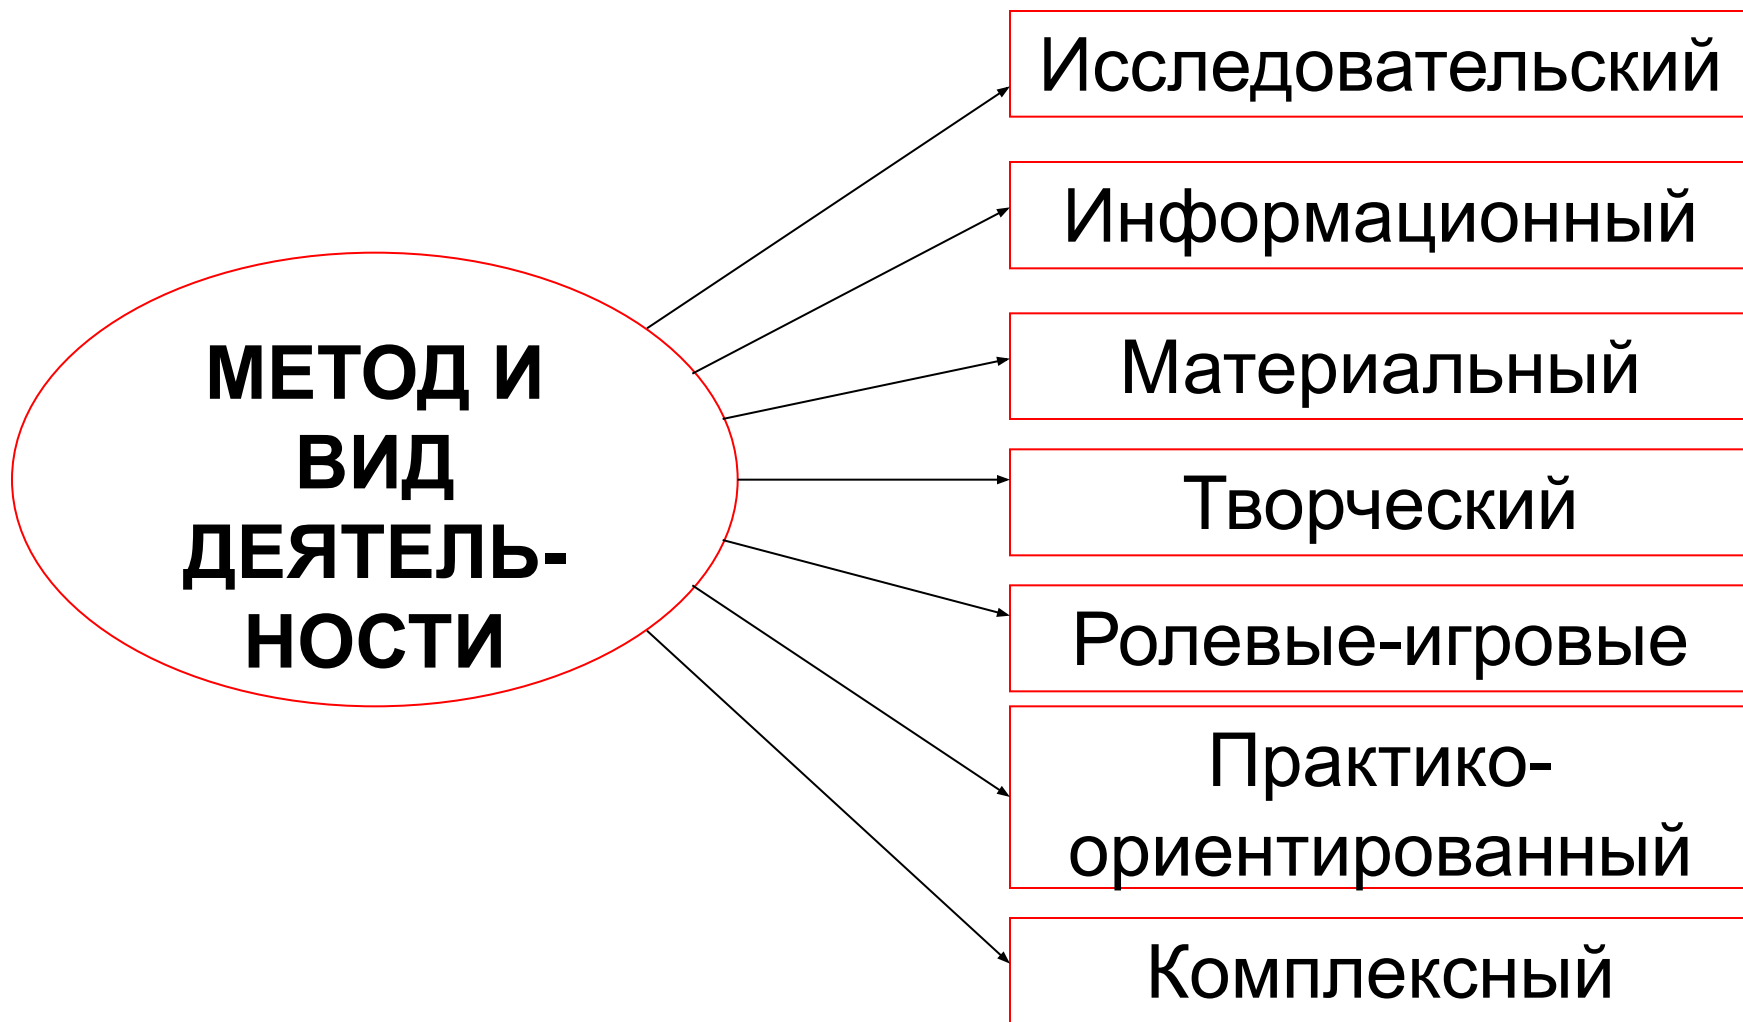 МЕТОД И
ВИД
ДЕЯТЕЛЬ-
НОСТИ
Исследовательский
Информационный
Материальный
Творческий
Ролевые-игровые
Практико-
ориентированный
Комплексный